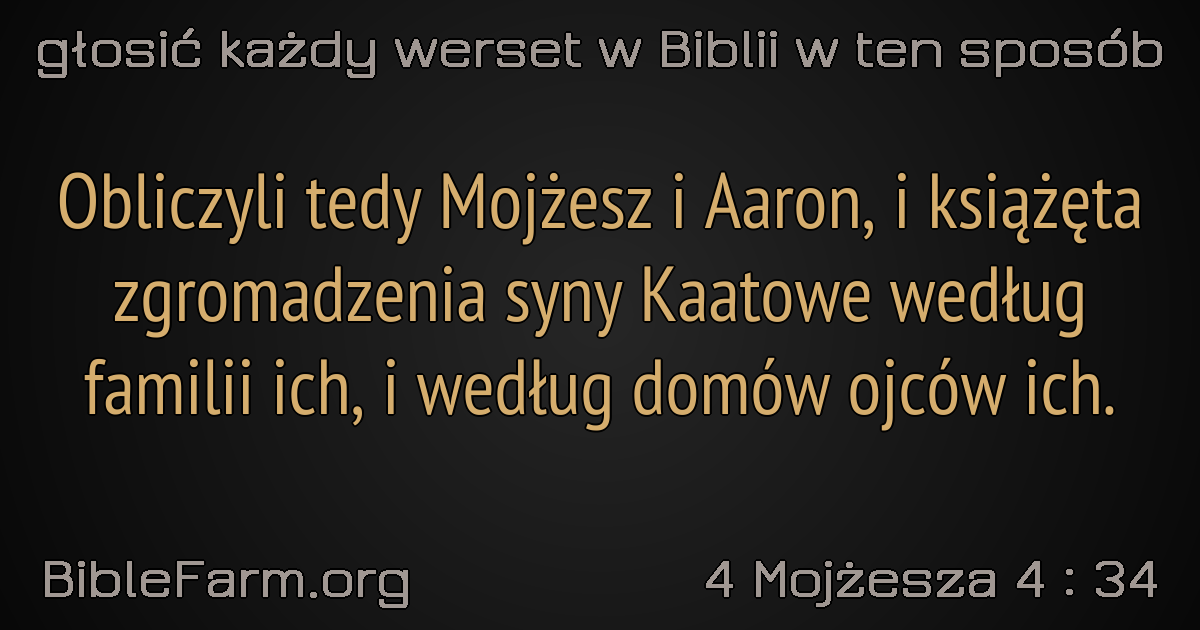 głosić każdy werset w Biblii w ten sposób
Obliczyli tedy Mojżesz i Aaron, i książęta
zgromadzenia syny Kaatowe według
familii ich, i według domów ojców ich.
BibleFarm.org
4 Mojżesza 4 : 34